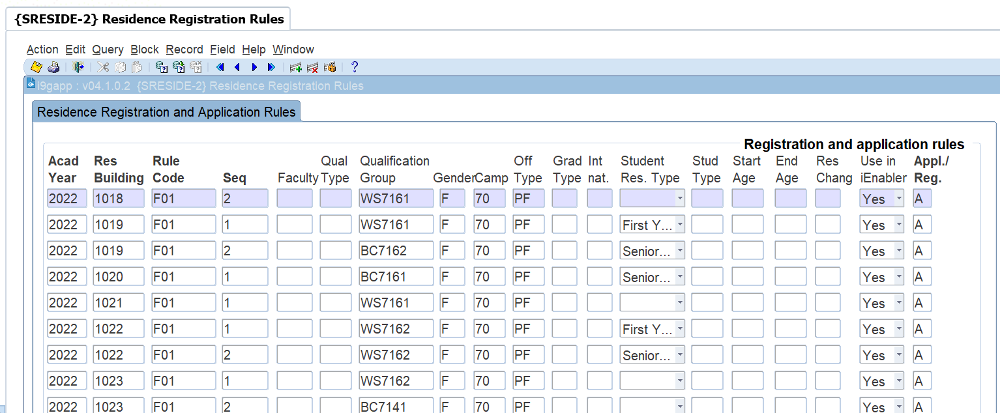 {SRESIDE-2} Residence Registration Rules
Action Edit Query Block Record Field Help Window
i9gapp : v04.1.0.2 {SRESIDE-2} Residence Registration Rules
Residence Registration and Application Rules
Registration and application rules
Acad Res Rule Qual Qualification Off Grad Int Student Stud Start End Res Use in Appl./
Year Building Code Seq Faculty Type Group Gender Camp Type Type nat. Res. Type Type Age Age Chang iEnabler Reg.
2022 1018 F01 2 WS7161 F 70 PF Yes A
2022 1019 F01 1 WS7161 F 70 PF First Y... Yes A
2022 1019 F01 2 BC7162 F 70 PF Senior... Yes A
2022 1020 F01 1 BC7161 F 70 PF Senior... Yes A
2022 1021 F01 1 WS7161 F 70 PF Yes A
2022 1022 F01 1 WS7162 F 70 PF First Y... Yes A
2022 1022 F01 2 WS7162 F 70 PF Senior... Yes A
2022 1023 F01 1 WS7162 F 70 PF Yes A
2022 1023 F01 2 BC7141 F 70 PF Yes A